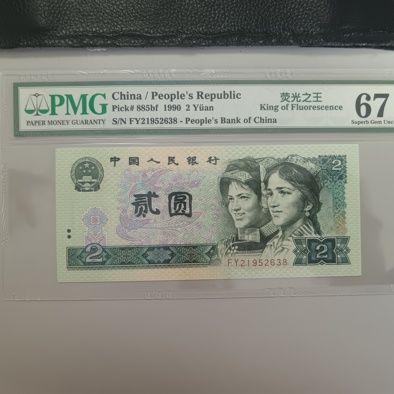 PMG
PAPER MONEY GUARANTY
China / People's Republic
Pick# 885bf 1990 2 Yüan
S/N FY21952638 - People's Bank of China
荧光之王
King of Fluorescence
67
Superb Gem Unc
中国人民银行
2
贰圆
FY21952638
2
2